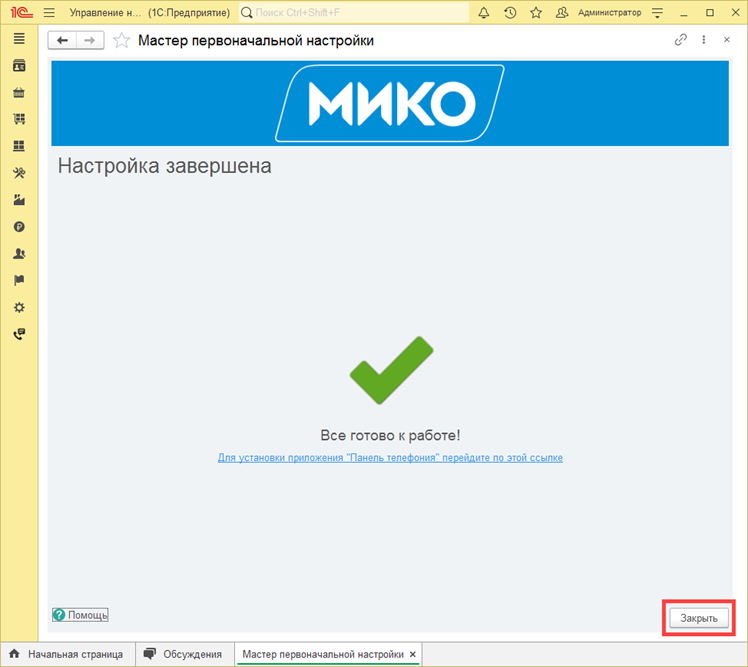 1С Управление н... (1С:Предприятие) Поиск Ctrl+Shift+F Администратор
Мастер первоначальной настройки
МИКО
Настройка завершена
Все готово к работе!
Для установки приложения "Панель телефония" перейдите по этой ссылке
? Помощь
Закрыть
Начальная страница Обсуждения Мастер первоначальной настройки ×